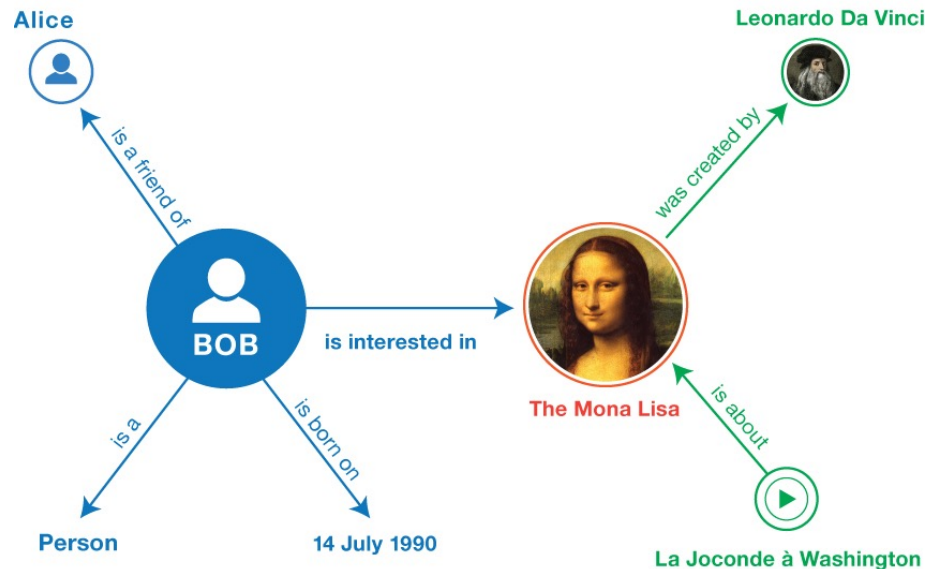 Alice
Leonardo Da Vinci
is a friend of
was created by
BOB
is interested in
The Mona Lisa
is a
is born on
is about
Person
14 July 1990
La Joconde à Washington